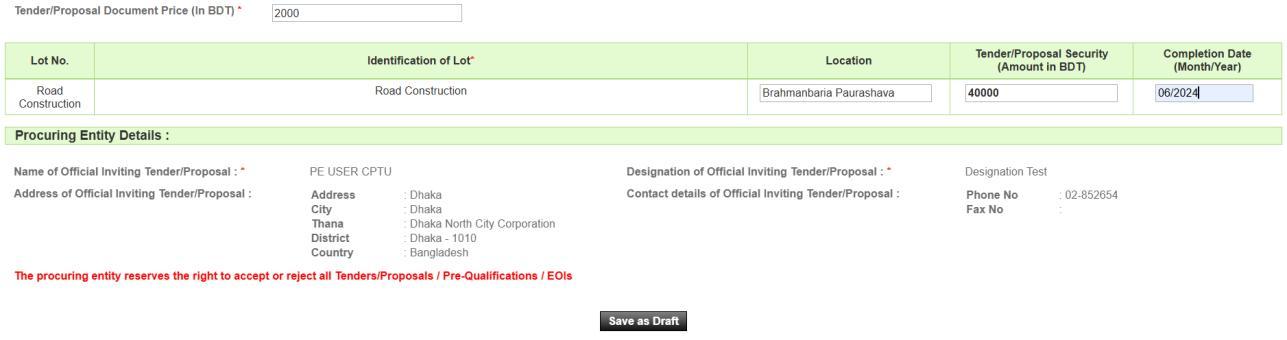 Tender/Proposal Document Price (In BDT) * 2000
Lot No. Identification of Lot* Location Tender/Proposal Security (Amount in BDT) Completion Date (Month/Year)
Road Construction Road Construction Brahmanbaria Paurashava 40000 06/2024
Procuring Entity Details :
Name of Official Inviting Tender/Proposal : * PE USER CPTU Designation of Official Inviting Tender/Proposal : * Designation Test
Address of Official Inviting Tender/Proposal : Address : Dhaka Contact details of Official Inviting Tender/Proposal : Phone No : 02-852654
City : Dhaka Fax No :
Thana : Dhaka North City Corporation
District : Dhaka - 1010
Country : Bangladesh
The procuring entity reserves the right to accept or reject all Tenders/Proposals / Pre-Qualifications / EOIs
Save as Draft